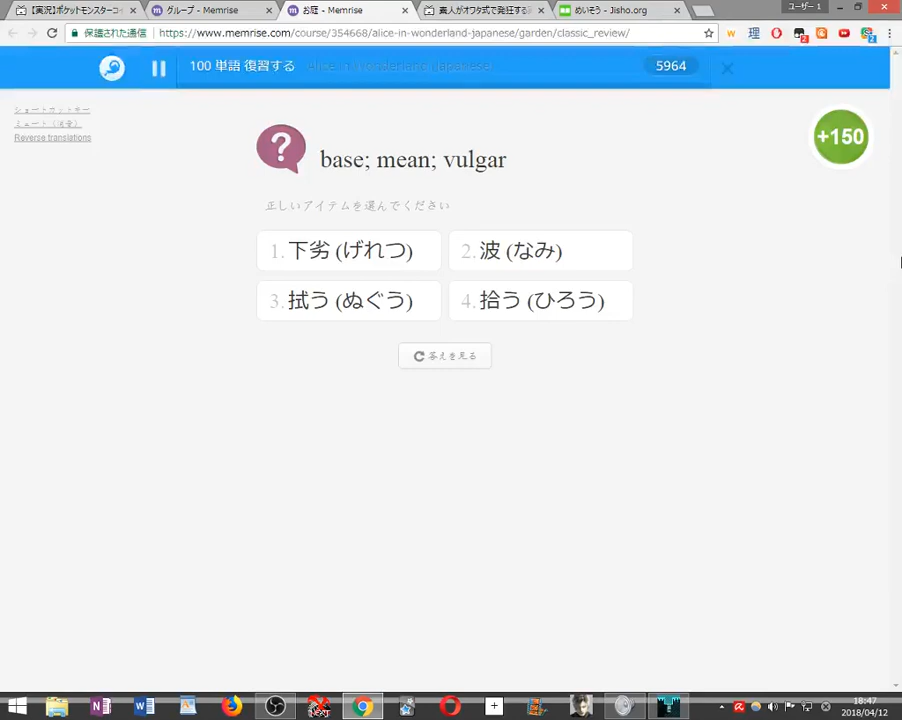 【実況】ポケットモンスターコ
グループ - Memrise
お庭 - Memrise
素人がオワタ式で発狂する
めいそう - Jisho.org
ユーザー 1
保護された通信
https://www.memrise.com/course/354668/alice-in-wonderland-japanese/garden/classic_review/
100 単語 復習する
alice in wonderland japanese
5964
ショートカットキー
ミュート（消音）
Reverse translations
+150
? base; mean; vulgar
正しいアイテムを選んでください
1. 下劣 (げれつ)
2. 波 (なみ)
3. 拭う (ぬぐう)
4. 拾う (ひろう)
答えを見る
18:47
2018/04/12